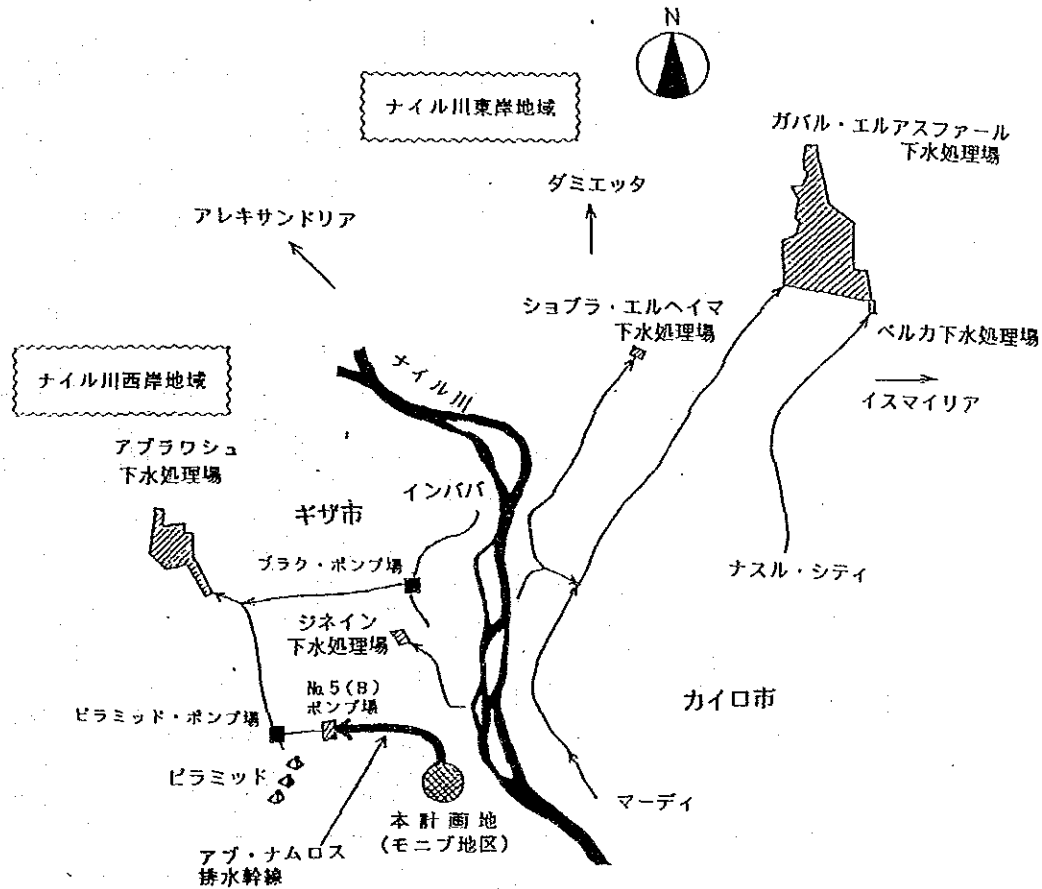 N
ナイル川東岸地域
ガバル・エルアスファール
下水処理場
ダミエッタ
アレキサンドリア
ショブラ・エルヘイマ
下水処理場
ベルカ下水処理場
ナイル川
イスマイリア
ナイル川西岸地域
アブラワシュ
下水処理場
インババ
ギザ市
ブラク・ポンプ場
ナスル・シティ
ジネイン
下水処理場
No.5(B)
ポンプ場
カイロ市
ピラミッド・ポンプ場
ピラミッド
マーディ
本計画地
(モニブ地区)
アブ・ナムロス
排水幹線